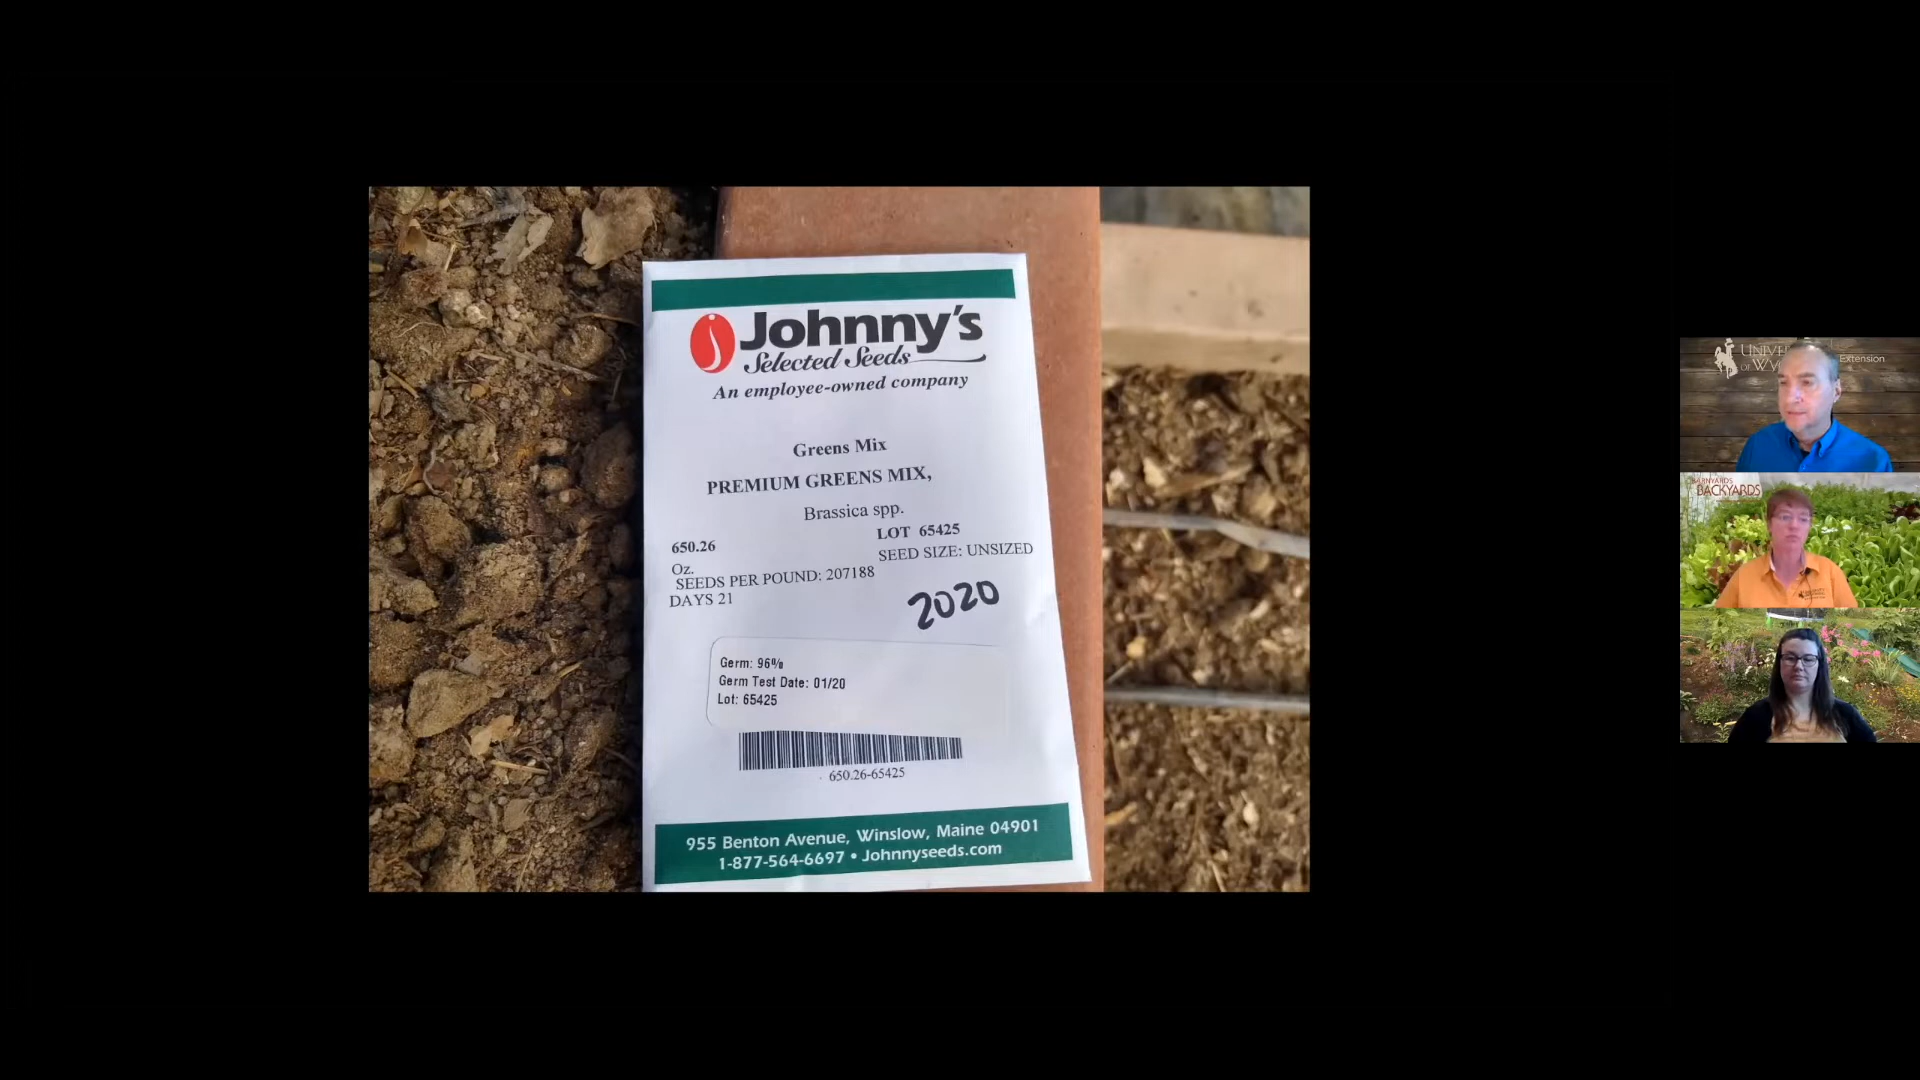 Johnny's
Selected Seeds
An employee-owned company
Greens Mix
PREMIUM GREENS MIX,
Brassica spp.
650.26
LOT 65425
Oz.
SEED SIZE: UNSIZED
SEEDS PER POUND: 207188
DAYS 21
2020
Germ: 96%
Germ Test Date: 01/20
Lot: 65425
650.26-65425
955 Benton Avenue, Winslow, Maine 04901
1-877-564-6697 • Johnnyseeds.com
Extension
BACKYARDS